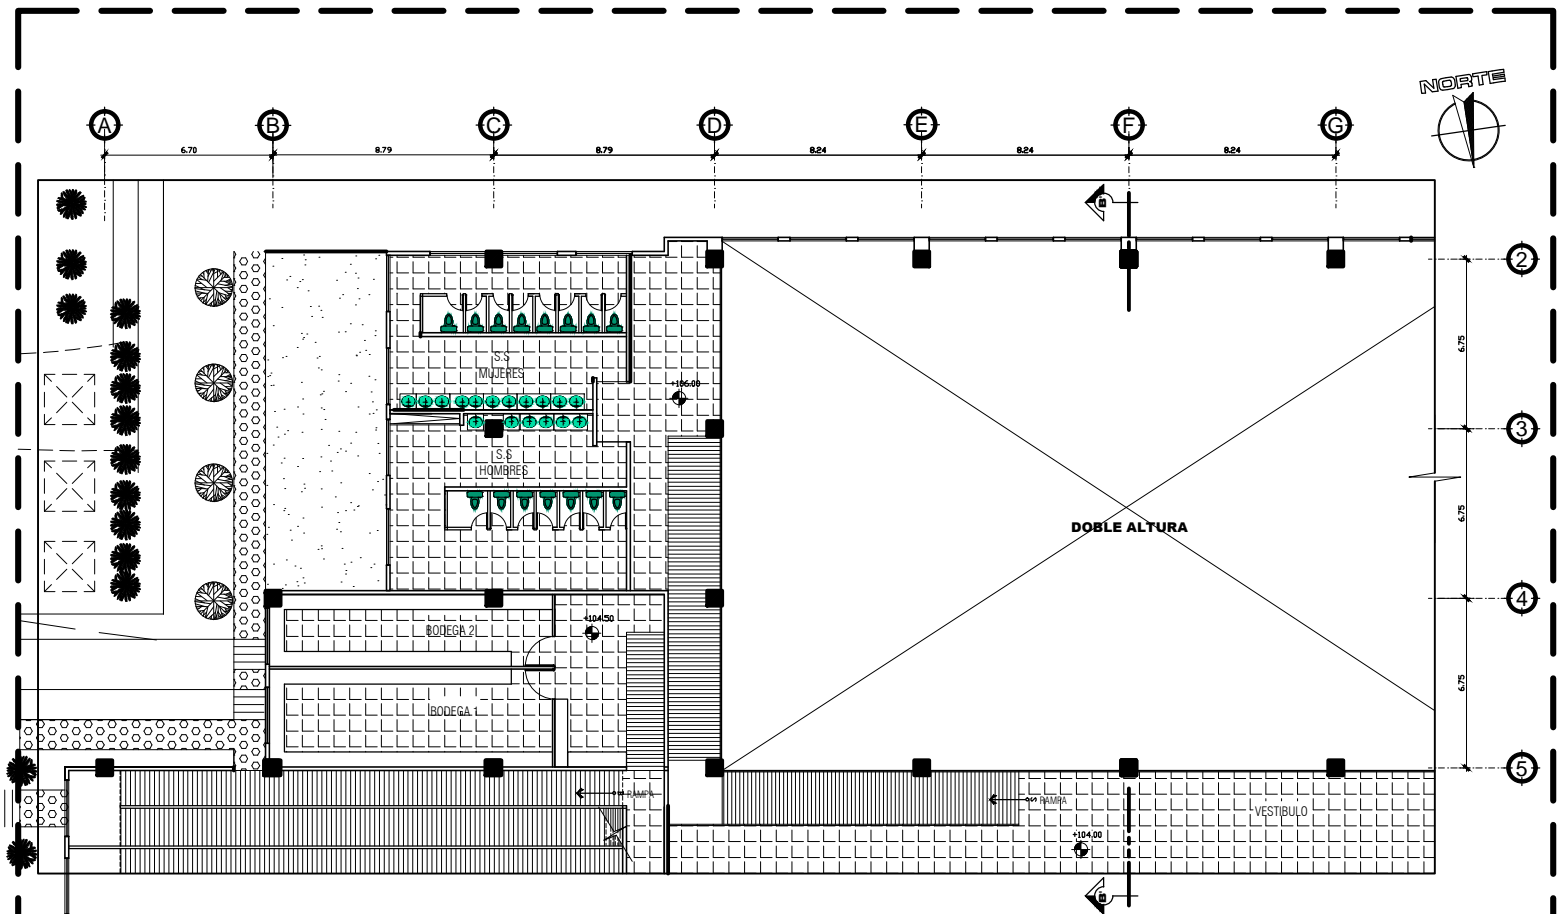 NORTE
A B C D E F G
6.70 8.79 8.79 8.24 8.24 8.24
B'
2
6.75
S.S
MUJERES
+106.00
3
S.S
HOMBRES
6.75
DOBLE ALTURA
4
+104.50
BODEGA 2
6.75
BODEGA 1
5
RAMPA
RAMPA
VESTIBULO
+104.00
B'